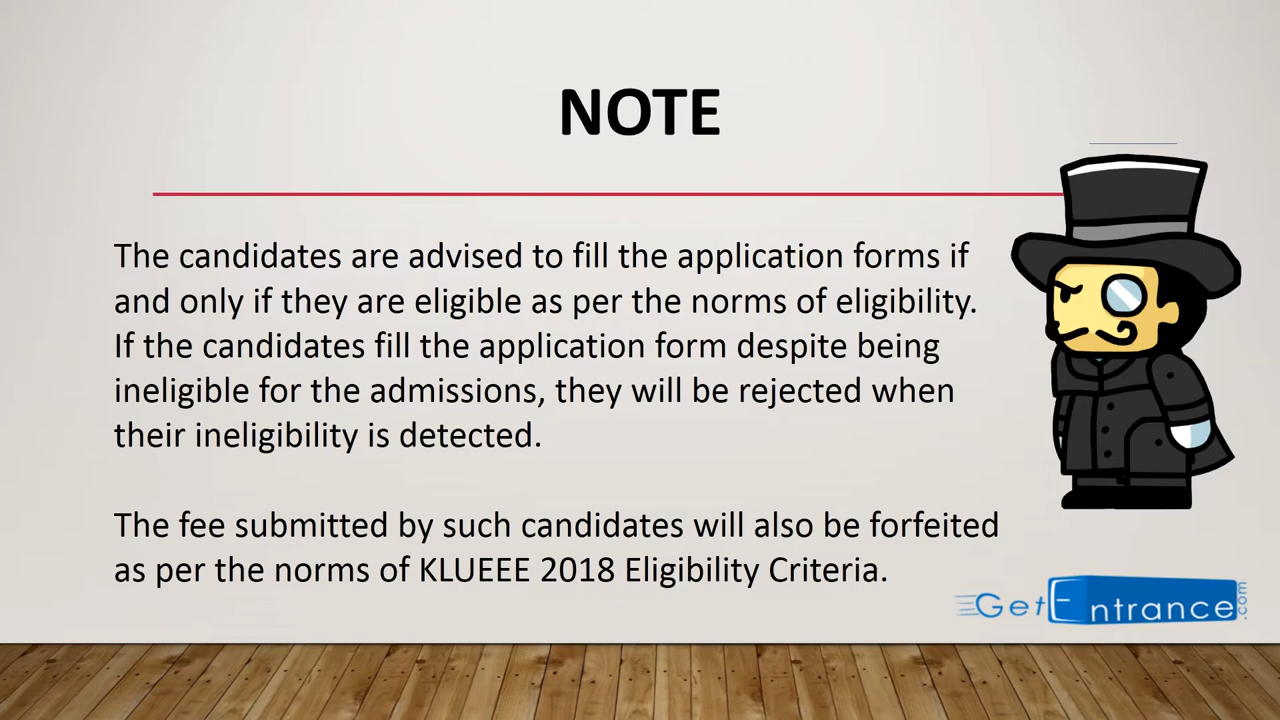 NOTE
The candidates are advised to fill the application forms if
and only if they are eligible as per the norms of eligibility.
If the candidates fill the application form despite being
ineligible for the admissions, they will be rejected when
their ineligibility is detected.
The fee submitted by such candidates will also be forfeited
as per the norms of KLUEEE 2018 Eligibility Criteria.
GetEntrance.com